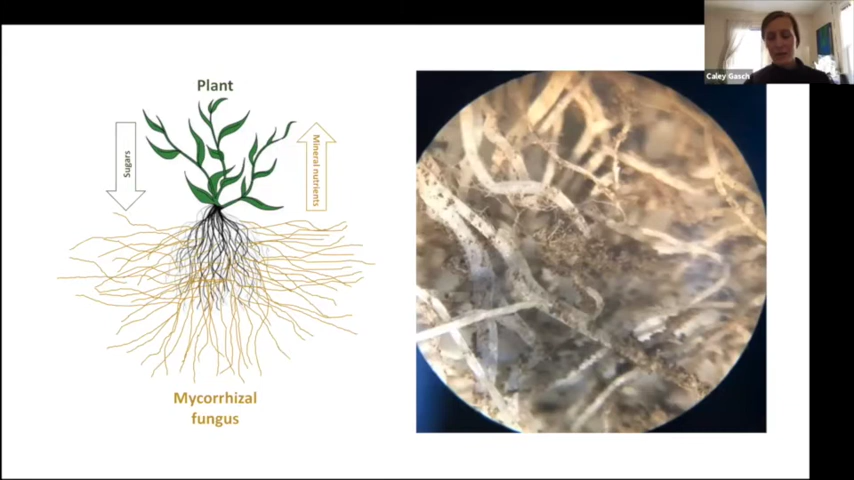 Caley Gasch
Plant
Sugars
Mineral nutrients
Mycorrhizal
fungus